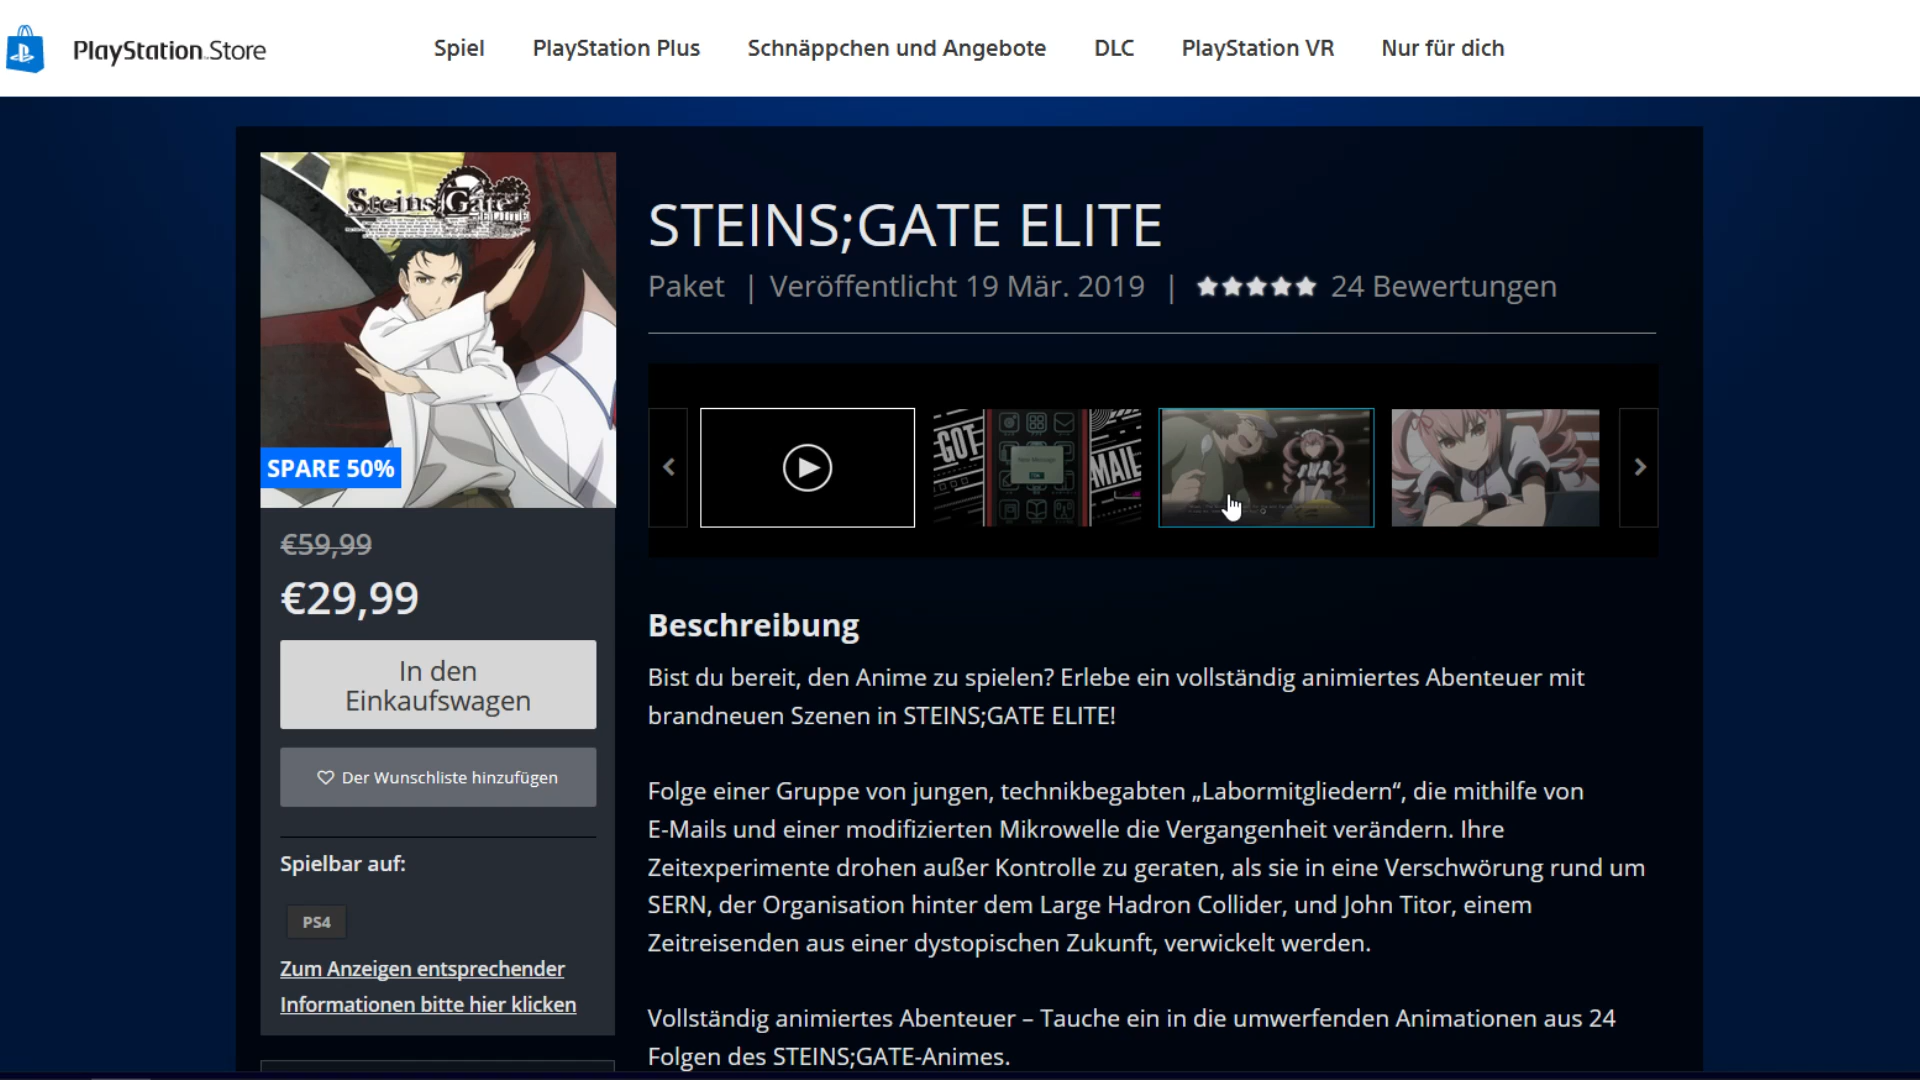 PlayStation Store
Spiel
PlayStation Plus
Schnäppchen und Angebote
DLC
PlayStation VR
Nur für dich
Steins;Gate
ELITE
SPARE 50%
€59,99
€29,99
In den
Einkaufswagen
Der Wunschliste hinzufügen
Spielbar auf:
PS4
Zum Anzeigen entsprechender
Informationen bitte hier klicken
STEINS;GATE ELITE
Paket | Veröffentlicht 19 Mär. 2019 | 24 Bewertungen
GOT
MAIL
Beschreibung
Bist du bereit, den Anime zu spielen? Erlebe ein vollständig animiertes Abenteuer mit
brandneuen Szenen in STEINS;GATE ELITE!
Folge einer Gruppe von jungen, technikbegabten „Labormitgliedern“, die mithilfe von
E-Mails und einer modifizierten Mikrowelle die Vergangenheit verändern. Ihre
Zeitexperimente drohen außer Kontrolle zu geraten, als sie in eine Verschwörung rund um
SERN, der Organisation hinter dem Large Hadron Collider, und John Titor, einem
Zeitreisenden aus einer dystopischen Zukunft, verwickelt werden.
Vollständig animiertes Abenteuer – Tauche ein in die umwerfenden Animationen aus 24
Folgen des STEINS;GATE-Animes.